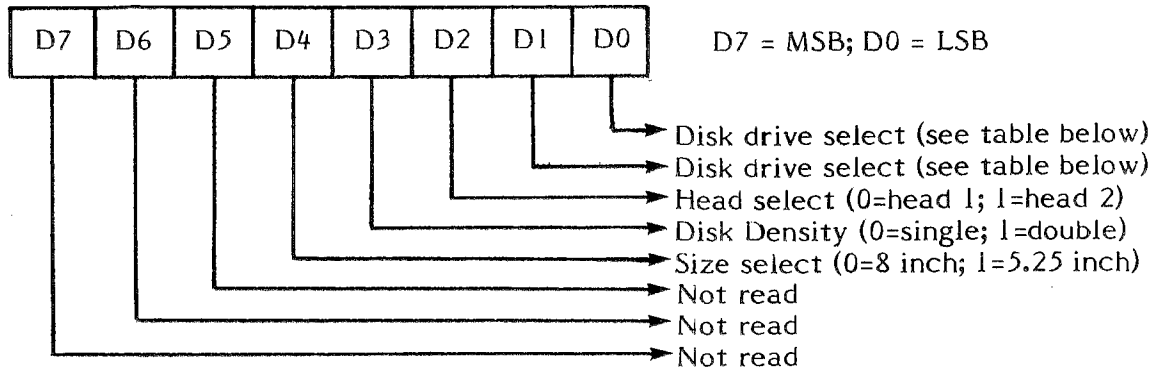 D7 D6 D5 D4 D3 D2 D1 D0 D7 = MSB; D0 = LSB
Disk drive select (see table below)
Disk drive select (see table below)
Head select (0=head 1; 1=head 2)
Disk Density (0=single; 1=double)
Size select (0=8 inch; 1=5.25 inch)
Not read
Not read
Not read